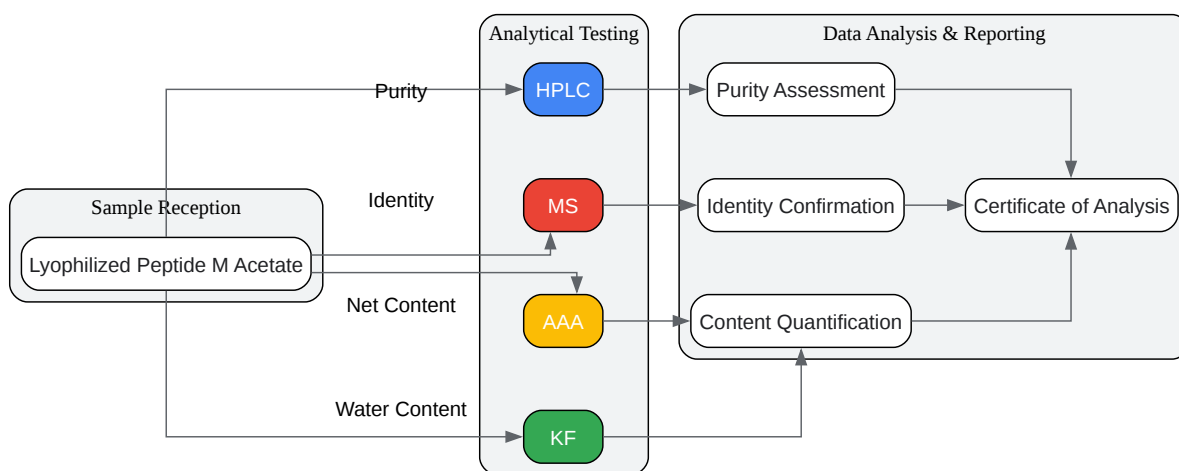 Analytical Testing
Data Analysis & Reporting
Purity
HPLC
Purity Assessment
Sample Reception
Identity
MS
Identity Confirmation
Certificate of Analysis
Lyophilized Peptide M Acetate
Net Content
AAA
Content Quantification
Water Content
KF